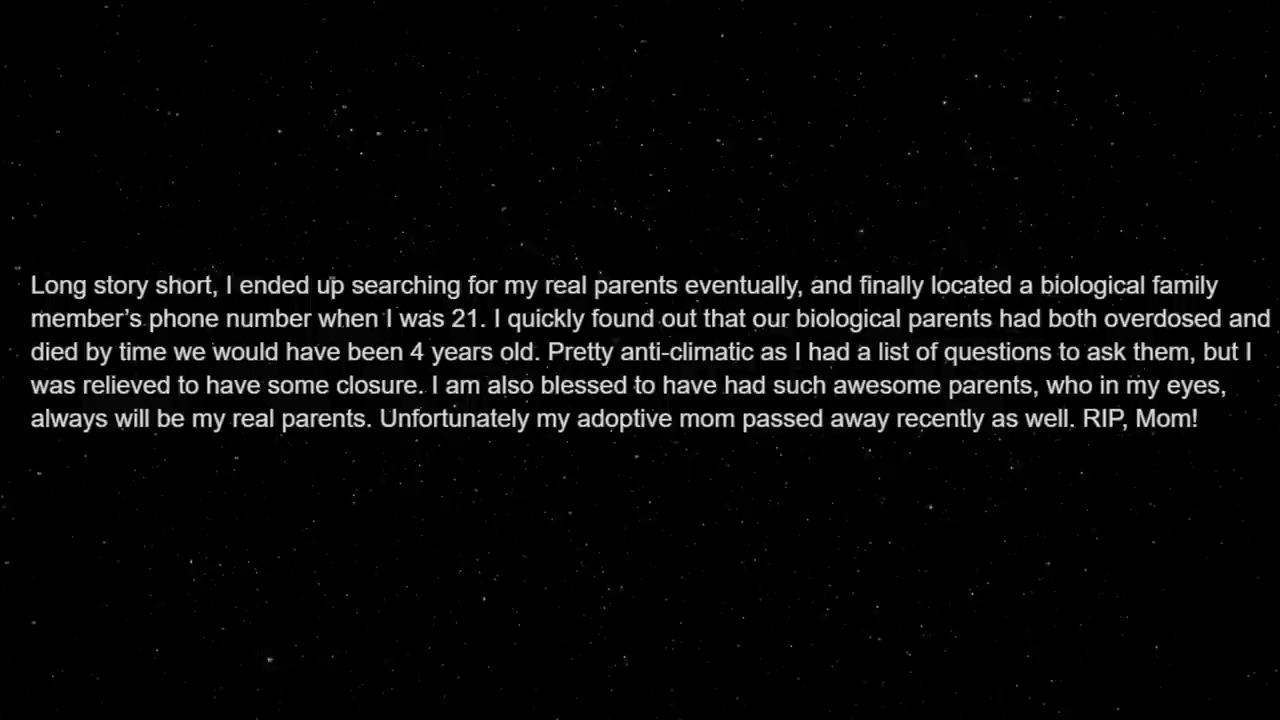 Long story short, I ended up searching for my real parents eventually, and finally located a biological family
member’s phone number when I was 21. I quickly found out that our biological parents had both overdosed and
died by time we would have been 4 years old. Pretty anti-climatic as I had a list of questions to ask them, but I
was relieved to have some closure. I am also blessed to have had such awesome parents, who in my eyes,
always will be my real parents. Unfortunately my adoptive mom passed away recently as well. RIP, Mom!